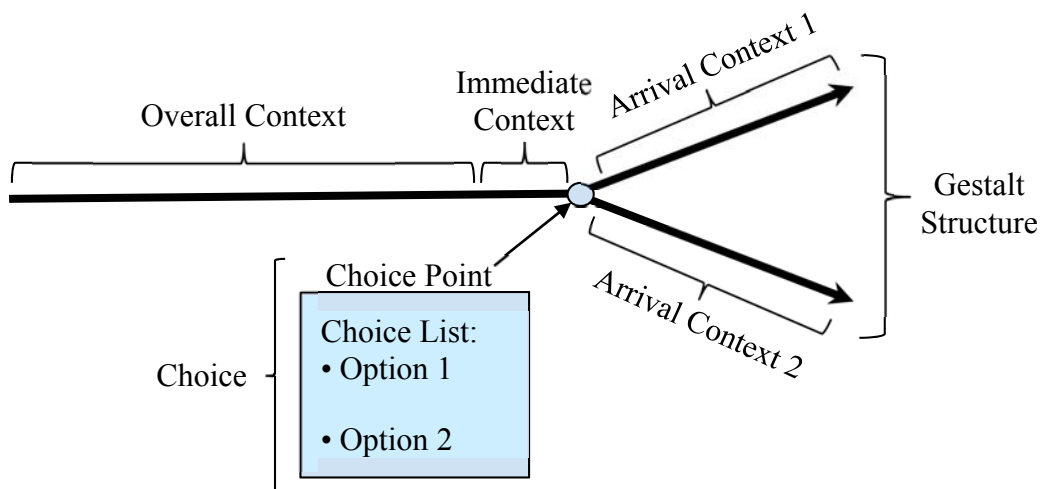 Overall Context
Immediate
Context
Arrival Context 1
Gestalt
Structure
Choice Point
Arrival Context 2
Choice
Choice List:
• Option 1
• Option 2